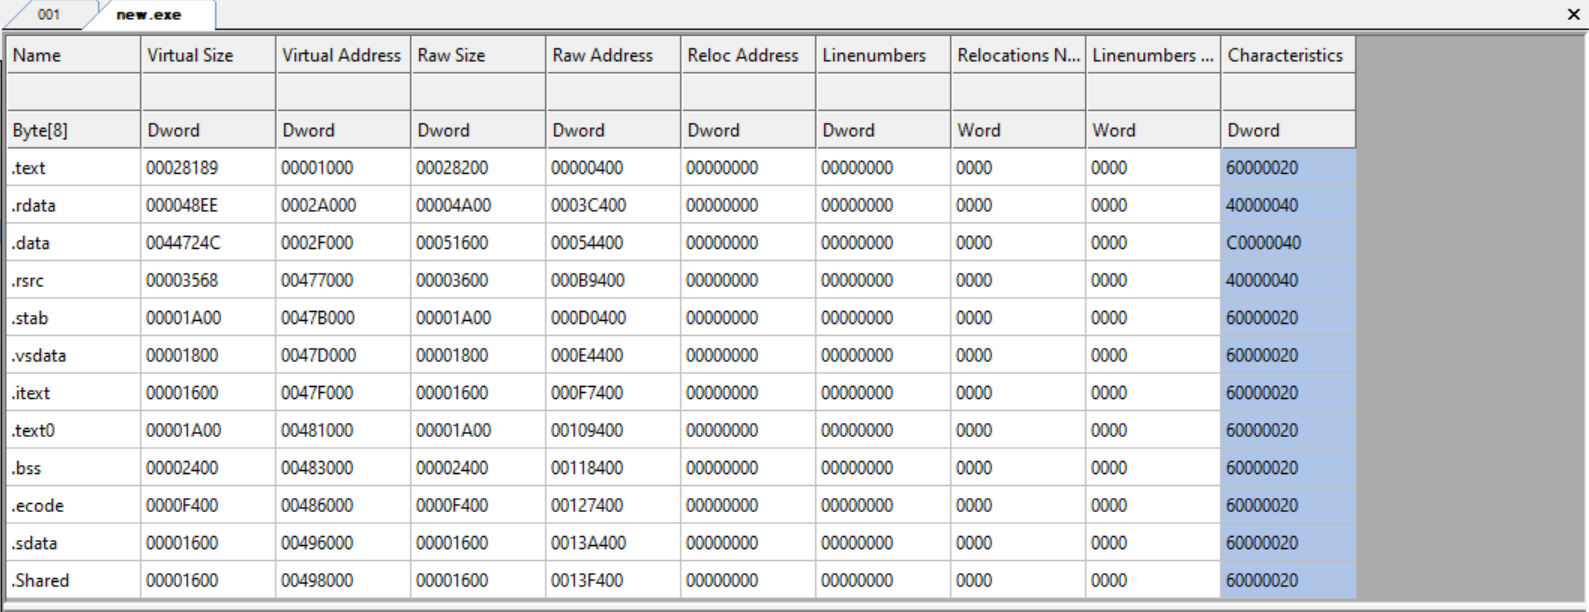 001 new.exe
Name Virtual Size Virtual Address Raw Size Raw Address Reloc Address Linenumbers Relocations N... Linenumbers ... Characteristics
Byte[8] Dword Dword Dword Dword Dword Dword Word Word Dword
.text 00028189 00001000 00028200 00000400 00000000 00000000 0000 0000 60000020
.rdata 000048EE 0002A000 00004A00 0003C400 00000000 00000000 0000 0000 40000040
.data 0044724C 0002F000 00051600 00054400 00000000 00000000 0000 0000 C0000040
.rsrc 00003568 00477000 00003600 000B9400 00000000 00000000 0000 0000 40000040
.stab 00001A00 0047B000 00001A00 000D0400 00000000 00000000 0000 0000 60000020
.vsdata 00001800 0047D000 00001800 000E4400 00000000 00000000 0000 0000 60000020
.itext 00001600 0047F000 00001600 000F7400 00000000 00000000 0000 0000 60000020
.text0 00001A00 00481000 00001A00 00109400 00000000 00000000 0000 0000 60000020
.bss 00002400 00483000 00002400 00118400 00000000 00000000 0000 0000 60000020
.ecode 0000F400 00486000 0000F400 00127400 00000000 00000000 0000 0000 60000020
.sdata 00001600 00496000 00001600 0013A400 00000000 00000000 0000 0000 60000020
.Shared 00001600 00498000 00001600 0013F400 00000000 00000000 0000 0000 60000020